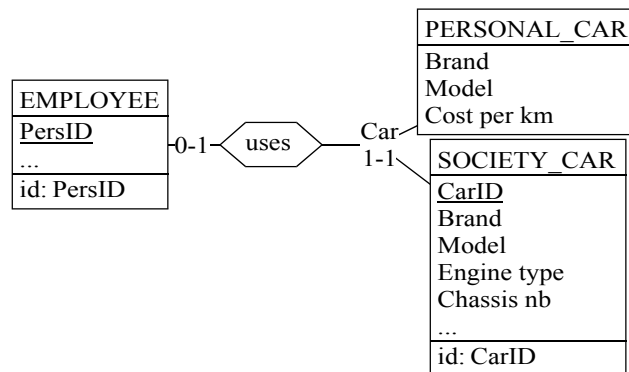 EMPLOYEE
PersID
...
id: PersID
0-1
uses
Car
1-1
PERSONAL_CAR
Brand
Model
Cost per km
SOCIETY_CAR
CarID
Brand
Model
Engine type
Chassis nb
...
id: CarID